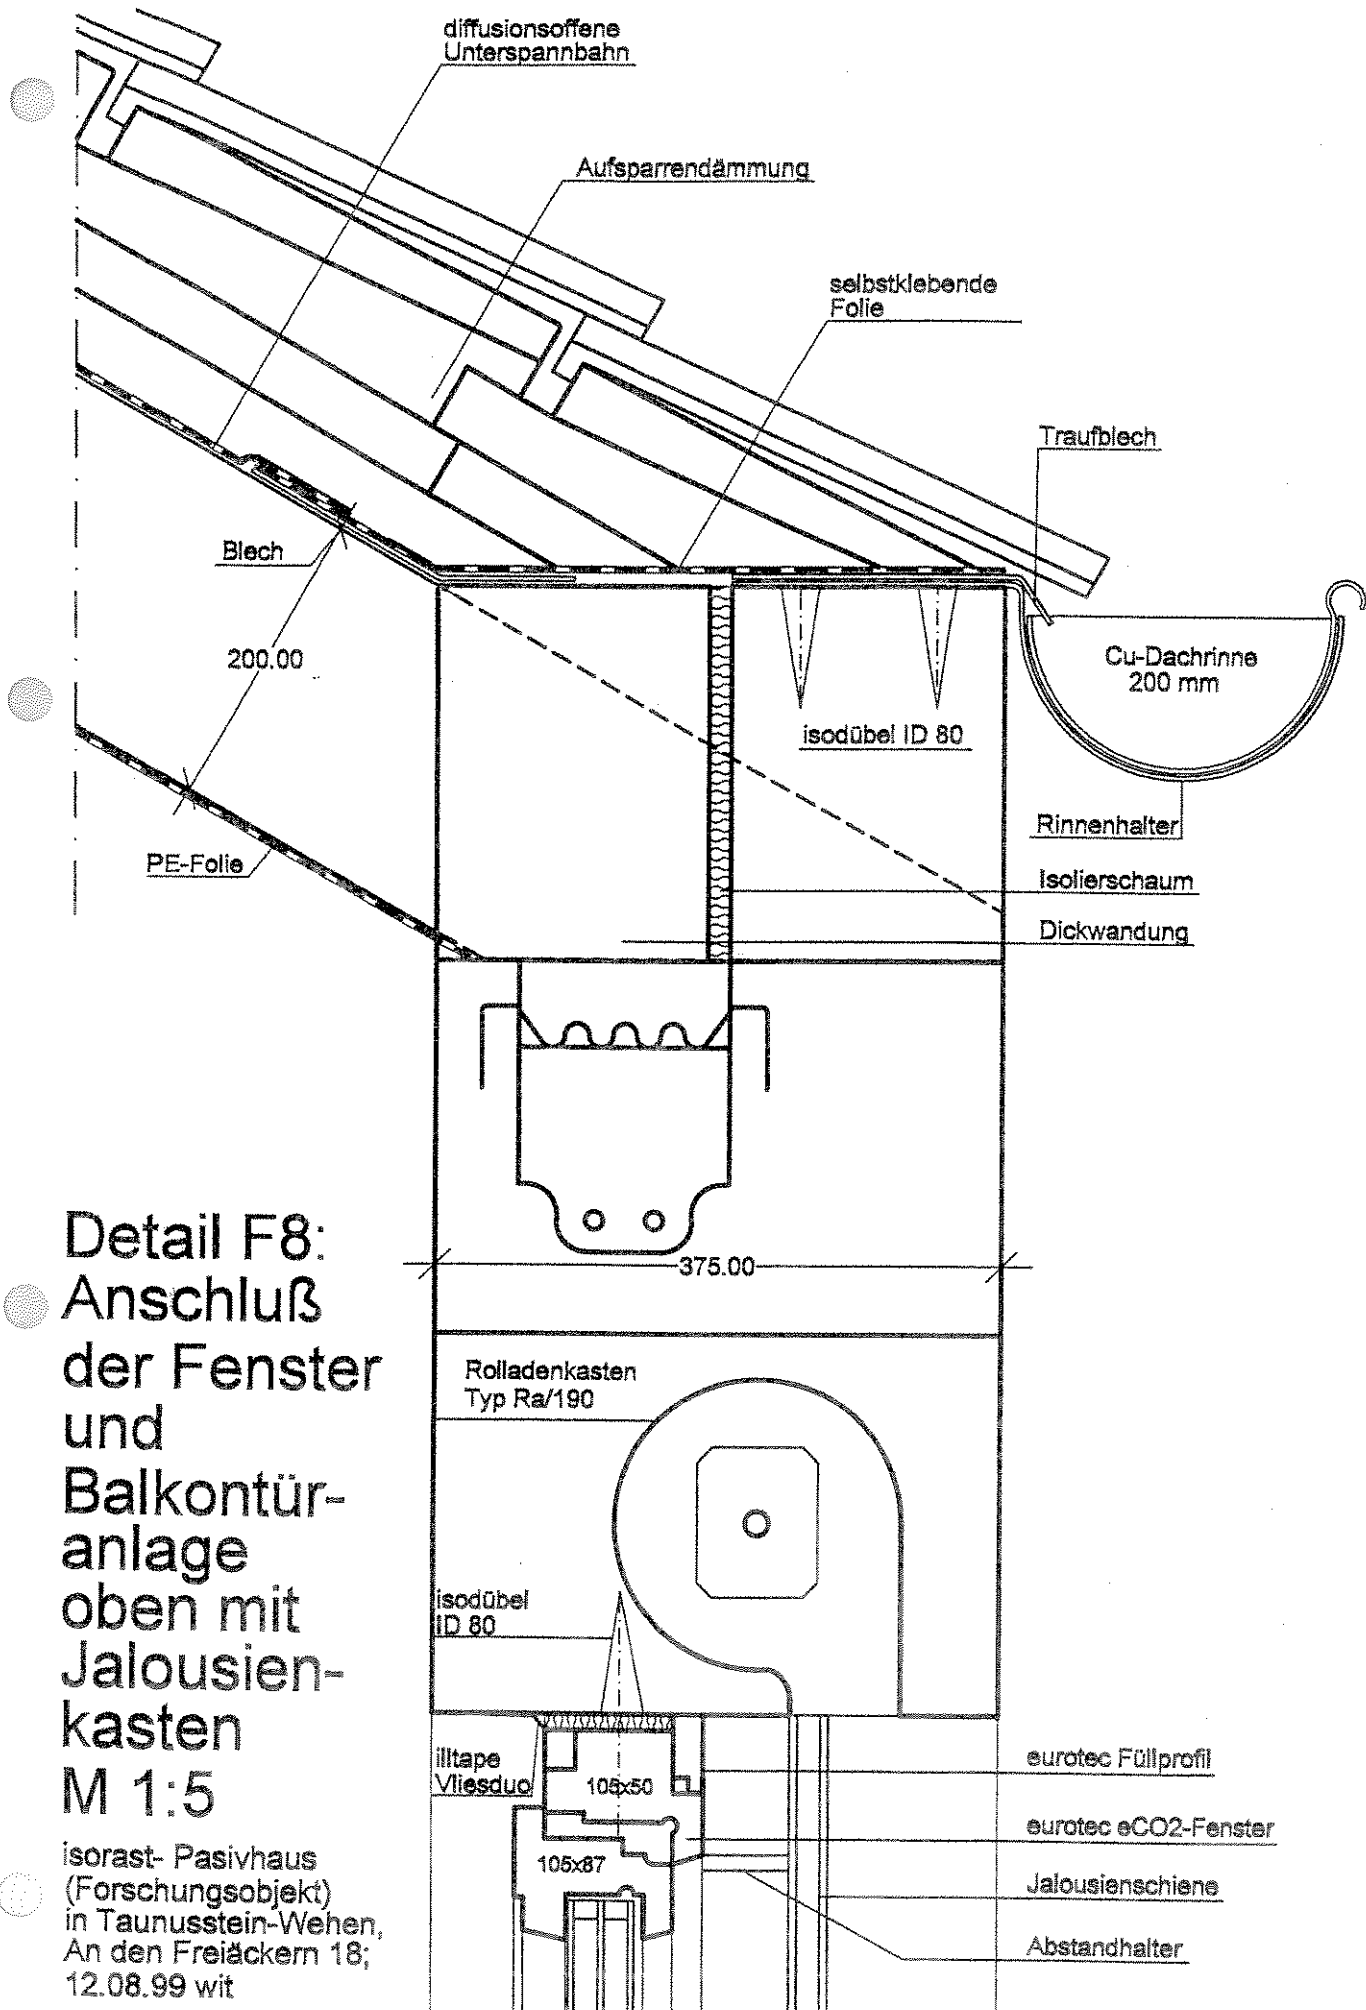 diffusionsoffene
Unterspannbahn
Aufsparrendämmung
selbstklebende
Folie
Traufblech
Blech
200.00
Cu-Dachrinne
200 mm
isodübel ID 80
Rinnenhalter
PE-Folie
Isolierschaum
Dickwandung
375.00
Detail F8:
Anschluß
der Fenster
und
Balkontür-
anlage
oben mit
Jalousien-
kasten
M 1:5
isorast- Pasivhaus
(Forschungsobjekt)
in Taunusstein-Wehen,
An den Freiäckern 18;
12.08.99 wit
Rolladenkasten
Typ Ra/190
isodübel
ID 80
illtape
Vliesduo
105x50
105x87
eurotec Füllprofil
eurotec eCO2-Fenster
Jalousienschiene
Abstandhalter